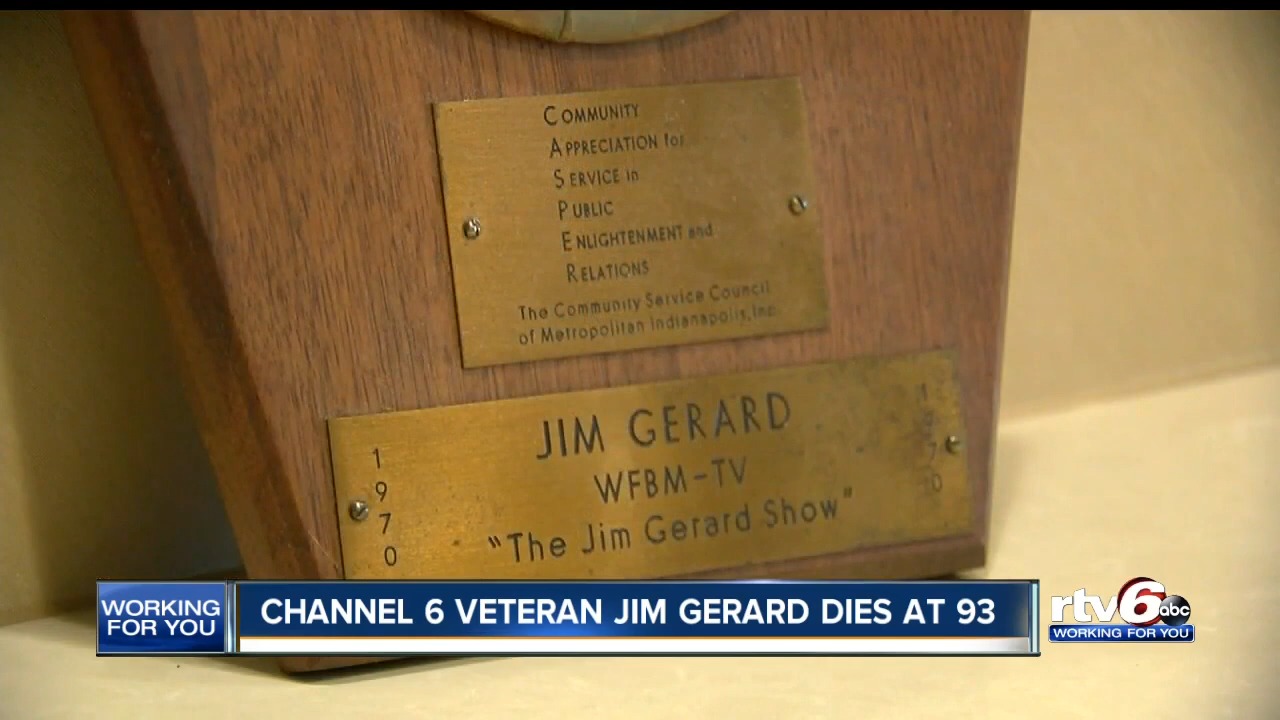 COMMUNITY
APPRECIATION for
SERVICE in
PUBLIC
ENLIGHTENMENT and
RELATIONS
The Community Service Council
of Metropolitan Indianapolis, Inc.
JIM GERARD
WFBM-TV
"The Jim Gerard Show"
1
9
7
0
1
9
7
0
WORKING
FOR YOU
CHANNEL 6 VETERAN JIM GERARD DIES AT 93
rtv6 abc
WORKING FOR YOU